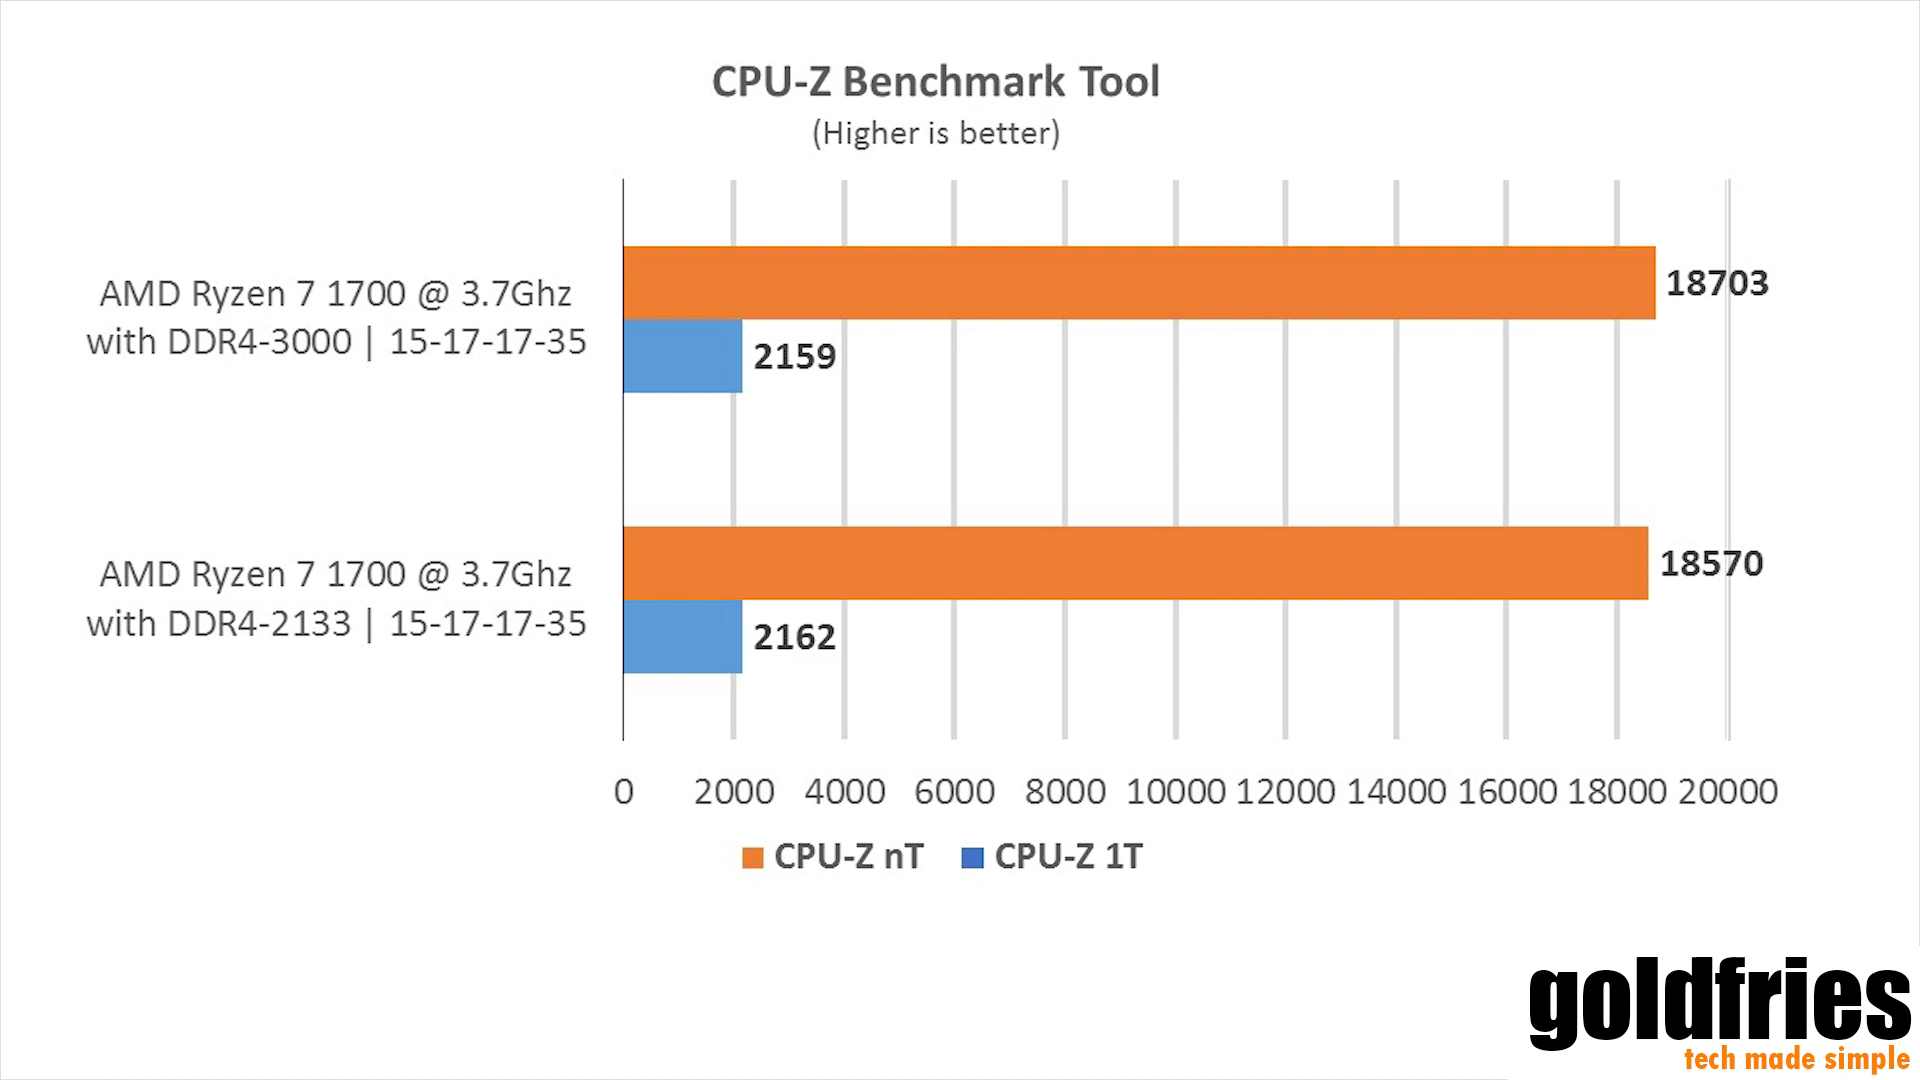 CPU-Z Benchmark Tool
(Higher is better)
AMD Ryzen 7 1700 @ 3.7Ghz
with DDR4-3000 | 15-17-17-35
18703
2159
AMD Ryzen 7 1700 @ 3.7Ghz
with DDR4-2133 | 15-17-17-35
18570
2162
0 2000 4000 6000 8000 10000 12000 14000 16000 18000 20000
CPU-Z nT CPU-Z 1T
goldfries
tech made simple